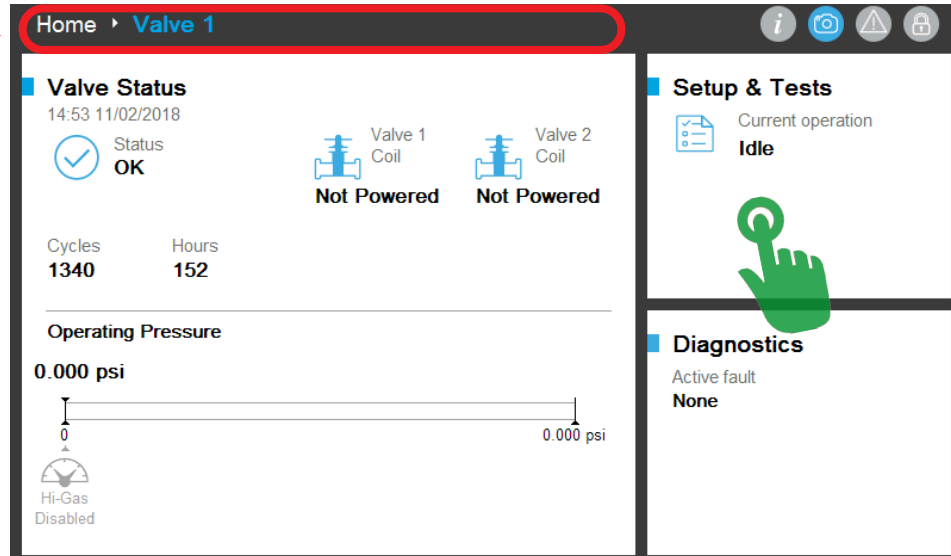 Home ‣ Valve 1
Valve Status
14:53 11/02/2018
Status
OK
Valve 1
Coil
Not Powered
Valve 2
Coil
Not Powered
Cycles
1340
Hours
152
Operating Pressure
0.000 psi
0
0.000 psi
Hi-Gas
Disabled
Setup & Tests
Current operation
Idle
Diagnostics
Active fault
None